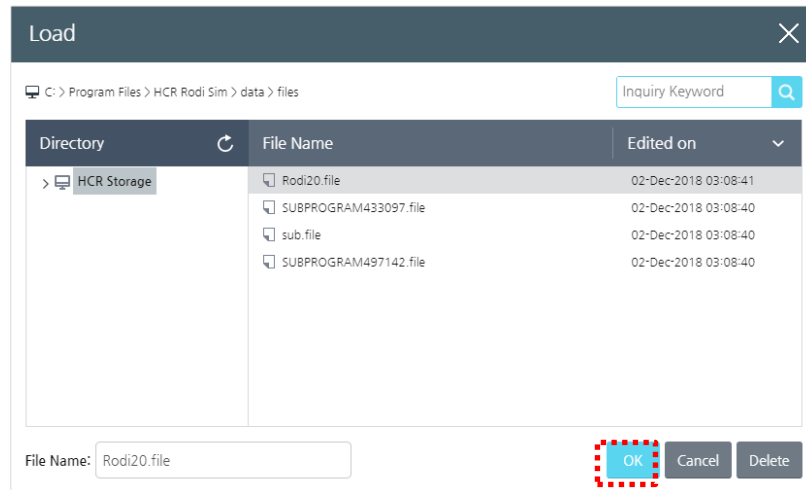 Load
C: > Program Files > HCR Rodi Sim > data > files
Inquiry Keyword
Directory File Name Edited on
HCR Storage Rodi20.file 02-Dec-2018 03:08:41
SUBPROGRAM433097.file 02-Dec-2018 03:08:40
sub.file 02-Dec-2018 03:08:40
SUBPROGRAM497142.file 02-Dec-2018 03:08:40
File Name: Rodi20.file OK Cancel Delete